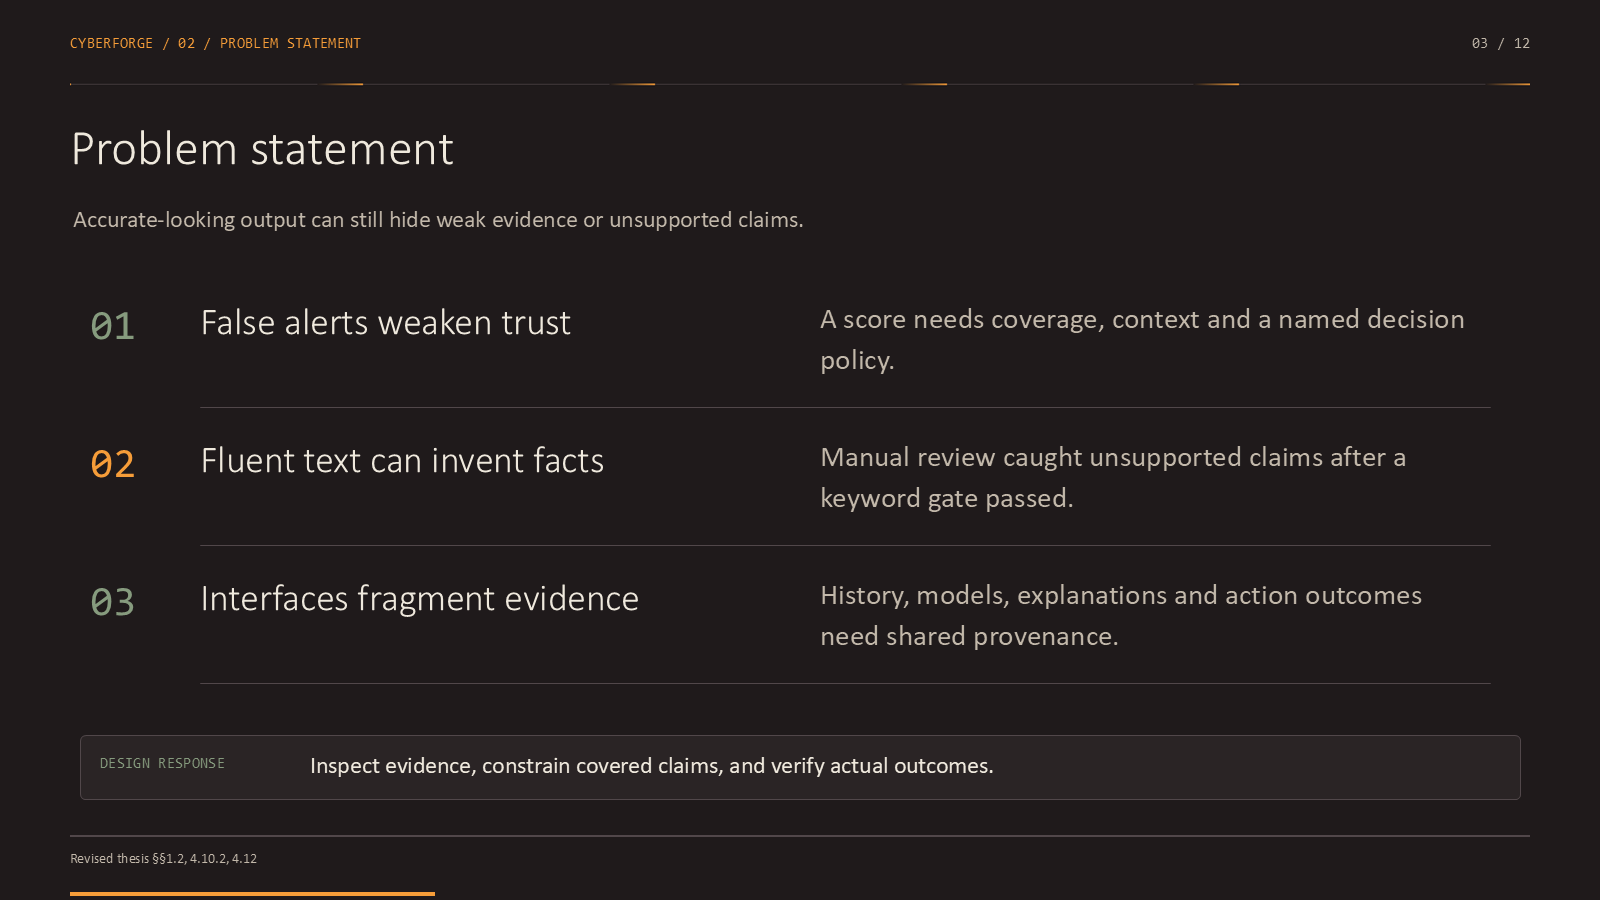 CYBERFORGE / 02 / PROBLEM STATEMENT
03 / 12
Problem statement
Accurate-looking output can still hide weak evidence or unsupported claims.
01
False alerts weaken trust
A score needs coverage, context and a named decision
policy.
02
Fluent text can invent facts
Manual review caught unsupported claims after a
keyword gate passed.
03
Interfaces fragment evidence
History, models, explanations and action outcomes
need shared provenance.
DESIGN RESPONSE
Inspect evidence, constrain covered claims, and verify actual outcomes.
Revised thesis §§1.2, 4.10.2, 4.12